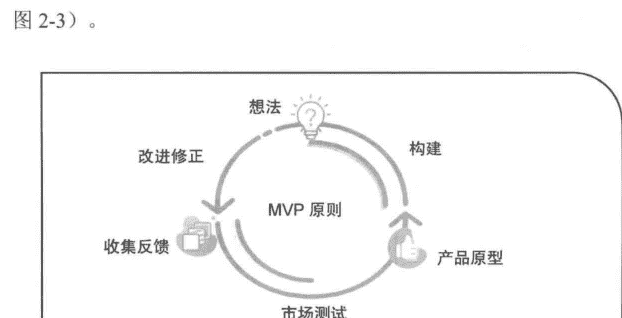 图 2-3）。
想法
构建
改进修正
MVP 原则
收集反馈
产品原型
市场测试